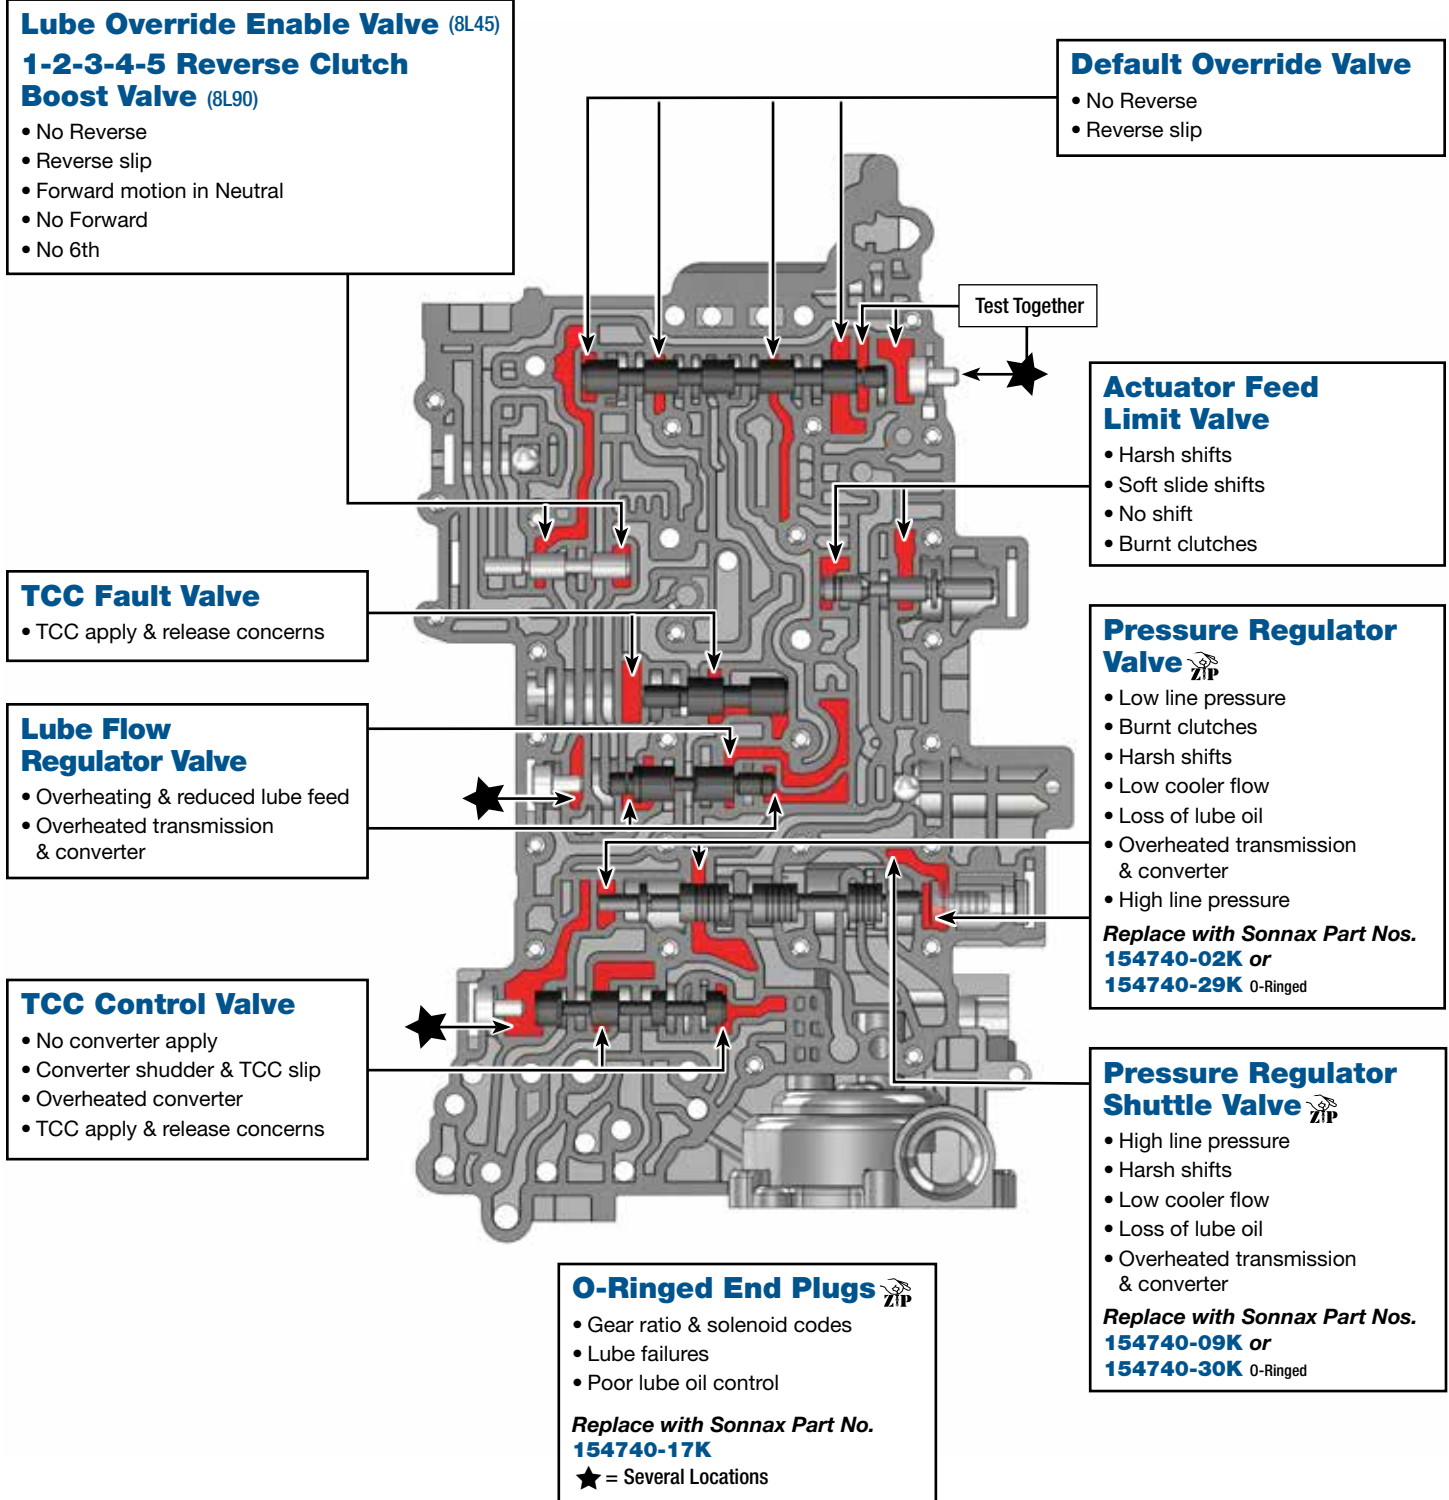 Lube Override Enable Valve (8L45)
1-2-3-4-5 Reverse Clutch
Boost Valve (8L90)
• No Reverse
• Reverse slip
• Forward motion in Neutral
• No Forward
• No 6th
Default Override Valve
• No Reverse
• Reverse slip
Test Together
Actuator Feed
Limit Valve
• Harsh shifts
• Soft slide shifts
• No shift
• Burnt clutches
TCC Fault Valve
• TCC apply & release concerns
Lube Flow
Regulator Valve
• Overheating & reduced lube feed
• Overheated transmission
& converter
Pressure Regulator
Valve ZIP
• Low line pressure
• Burnt clutches
• Harsh shifts
• Low cooler flow
• Loss of lube oil
• Overheated transmission
& converter
• High line pressure
Replace with Sonnax Part Nos.
154740-02K or
154740-29K O-Ringed
TCC Control Valve
• No converter apply
• Converter shudder & TCC slip
• Overheated converter
• TCC apply & release concerns
Pressure Regulator
Shuttle Valve ZIP
• High line pressure
• Harsh shifts
• Low cooler flow
• Loss of lube oil
• Overheated transmission
& converter
Replace with Sonnax Part Nos.
154740-09K or
154740-30K O-Ringed
O-Ringed End Plugs ZIP
• Gear ratio & solenoid codes
• Lube failures
• Poor lube oil control
Replace with Sonnax Part No.
154740-17K
★ = Several Locations